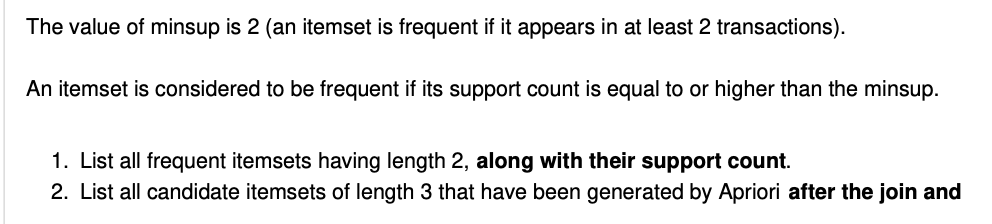 The value of minsup is 2 (an itemset is frequent if it appears in at least 2 transactions).
An itemset is considered to be frequent if its support count is equal to or higher than the minsup.
1. List all frequent itemsets having length 2, along with their support count.
2. List all candidate itemsets of length 3 that have been generated by Apriori after the join and